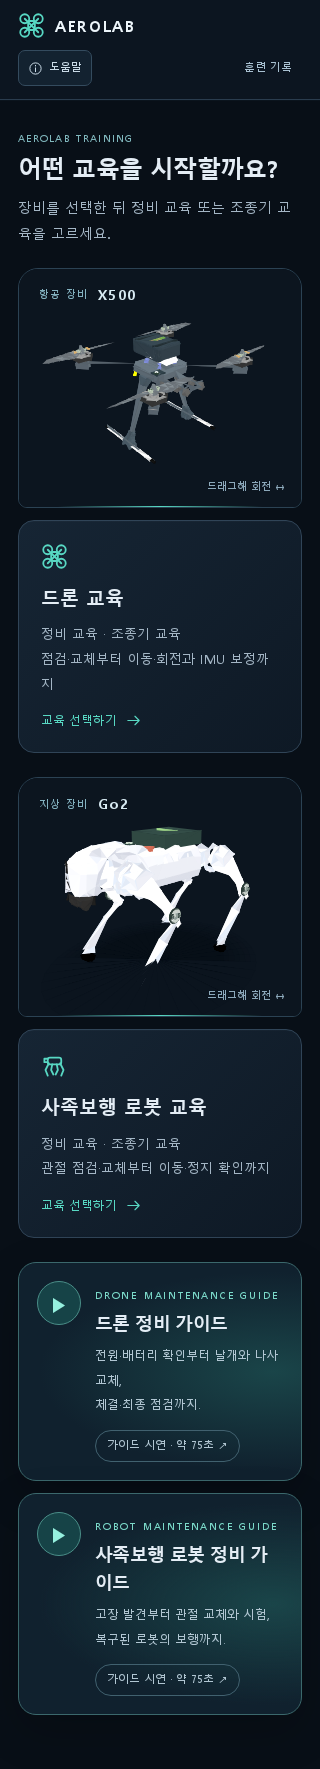 AEROLAB
도움말
훈련 기록
AEROLAB TRAINING
어떤 교육을 시작할까요?
장비를 선택한 뒤 정비 교육 또는 조종기 교
육을 고르세요.
항공 장비 X500
드래그해 회전 ↔
드론 교육
정비 교육 · 조종기 교육
점검·교체부터 이동·회전과 IMU 보정까
지
교육 선택하기 →
지상 장비 Go2
드래그해 회전 ↔
사족보행 로봇 교육
정비 교육 · 조종기 교육
관절 점검·교체부터 이동·정지 확인까지
교육 선택하기 →
DRONE MAINTENANCE GUIDE
드론 정비 가이드
전원·배터리 확인부터 날개와 나사
교체,
체결·최종 점검까지.
가이드 시연 · 약 75초 ↗
ROBOT MAINTENANCE GUIDE
사족보행 로봇 정비 가
이드
고장 발견부터 관절 교체와 시험,
복구된 로봇의 보행까지.
가이드 시연 · 약 75초 ↗